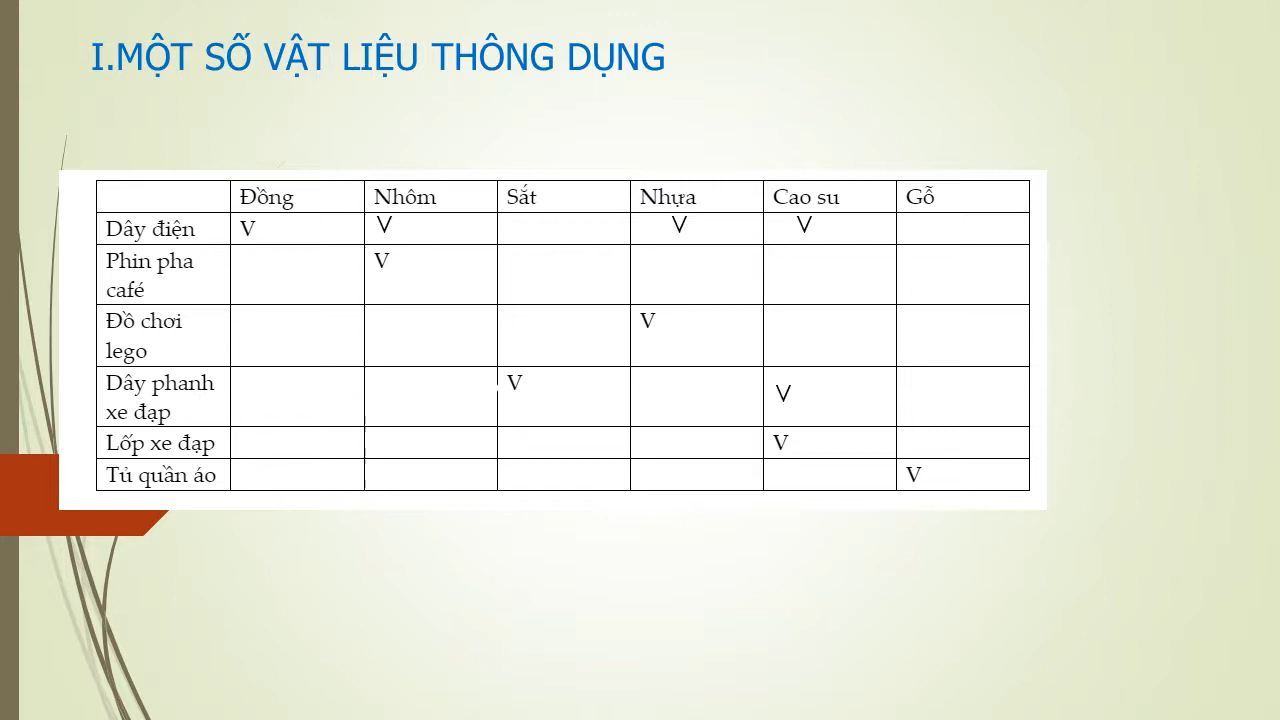 I.MỘT SỐ VẬT LIỆU THÔNG DỤNG
Đồng Nhôm Sắt Nhựa Cao su Gỗ
Dây điện V V V V
Phin pha V
café
Đồ chơi V
lego
Dây phanh V V
xe đạp
Lốp xe đạp V
Tủ quần áo V